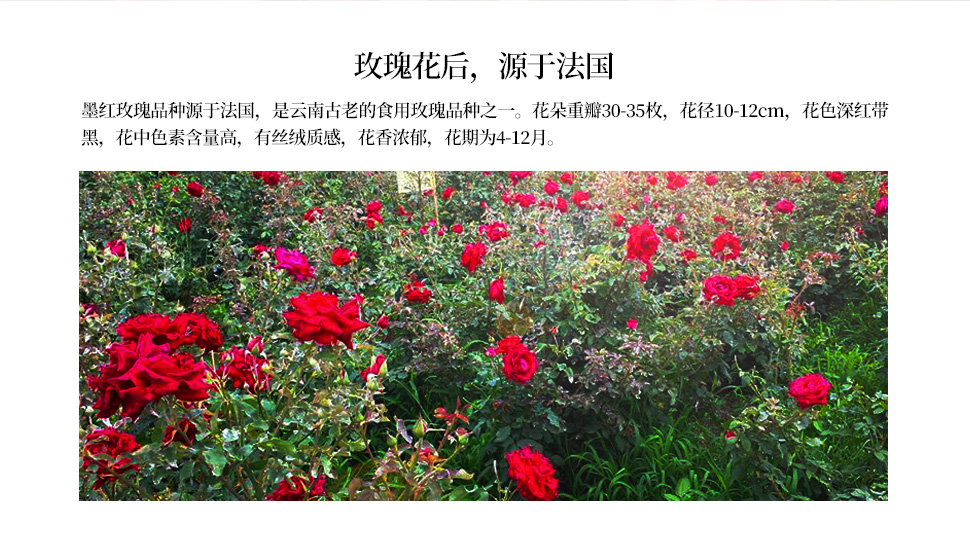 玫瑰花后，源于法国
墨红玫瑰品种源于法国，是云南古老的食用玫瑰品种之一。花朵重瓣30-35枚，花径10-12cm，花色深红带
黑，花中色素含量高，有丝绒质感，花香浓郁，花期为4-12月。